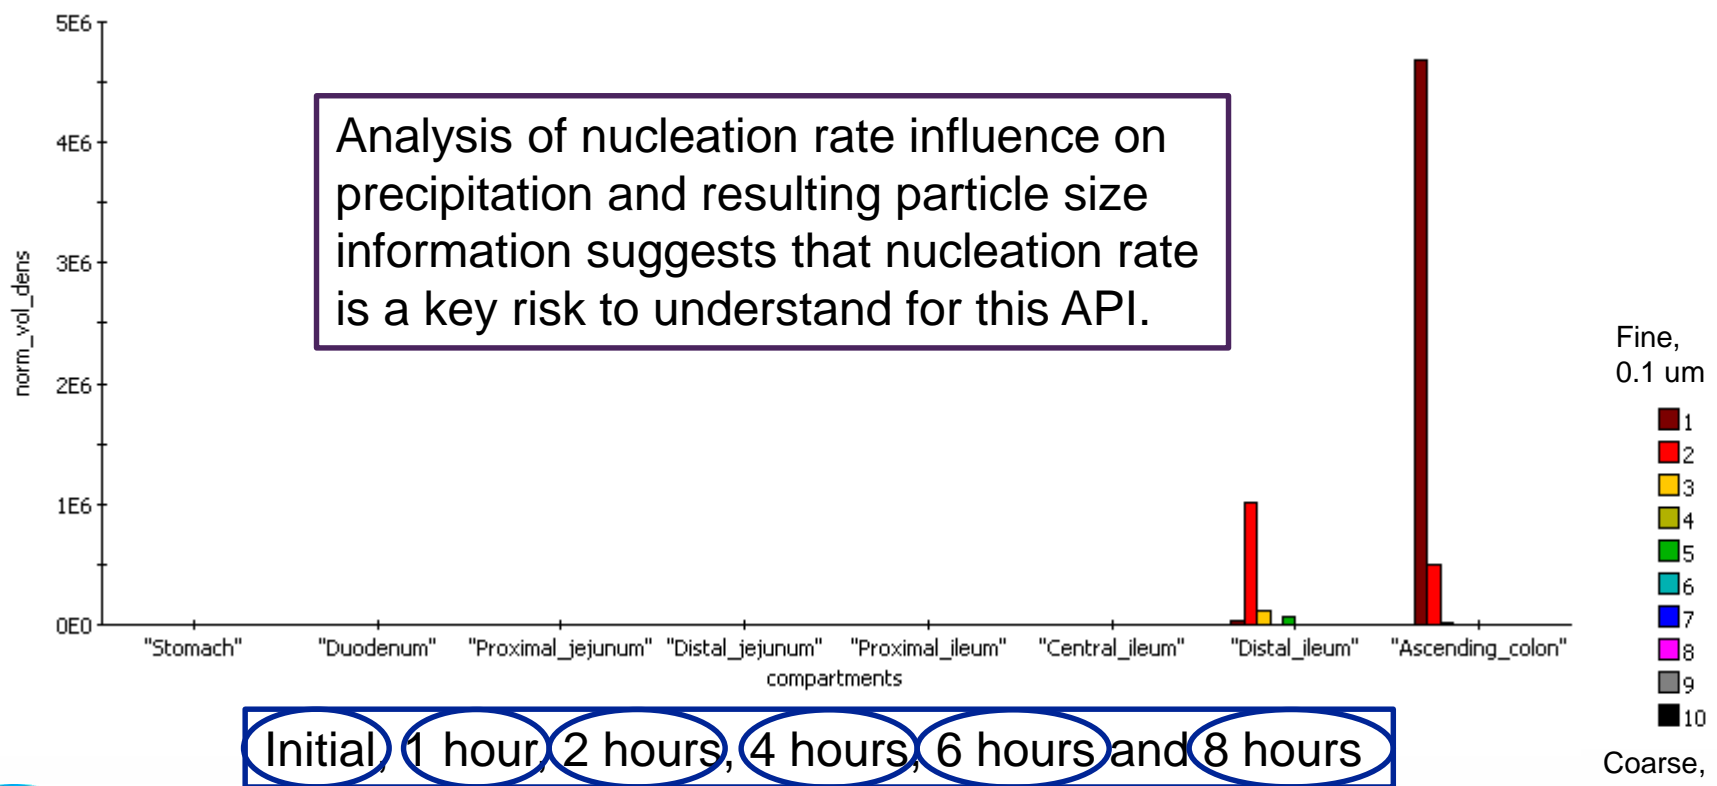 5E6
4E6
3E6
2E6
1E6
0E0
norm_vol_dens
Analysis of nucleation rate influence on
precipitation and resulting particle size
information suggests that nucleation rate
is a key risk to understand for this API.
Fine,
0.1 um
1
2
3
4
5
6
7
8
9
10
Coarse,
"Stomach" "Duodenum" "Proximal_jejunum" "Distal_jejunum" "Proximal_ileum" "Central_ileum" "Distal_ileum" "Ascending_colon"
compartments
Initial, 1 hour, 2 hours, 4 hours, 6 hours and 8 hours